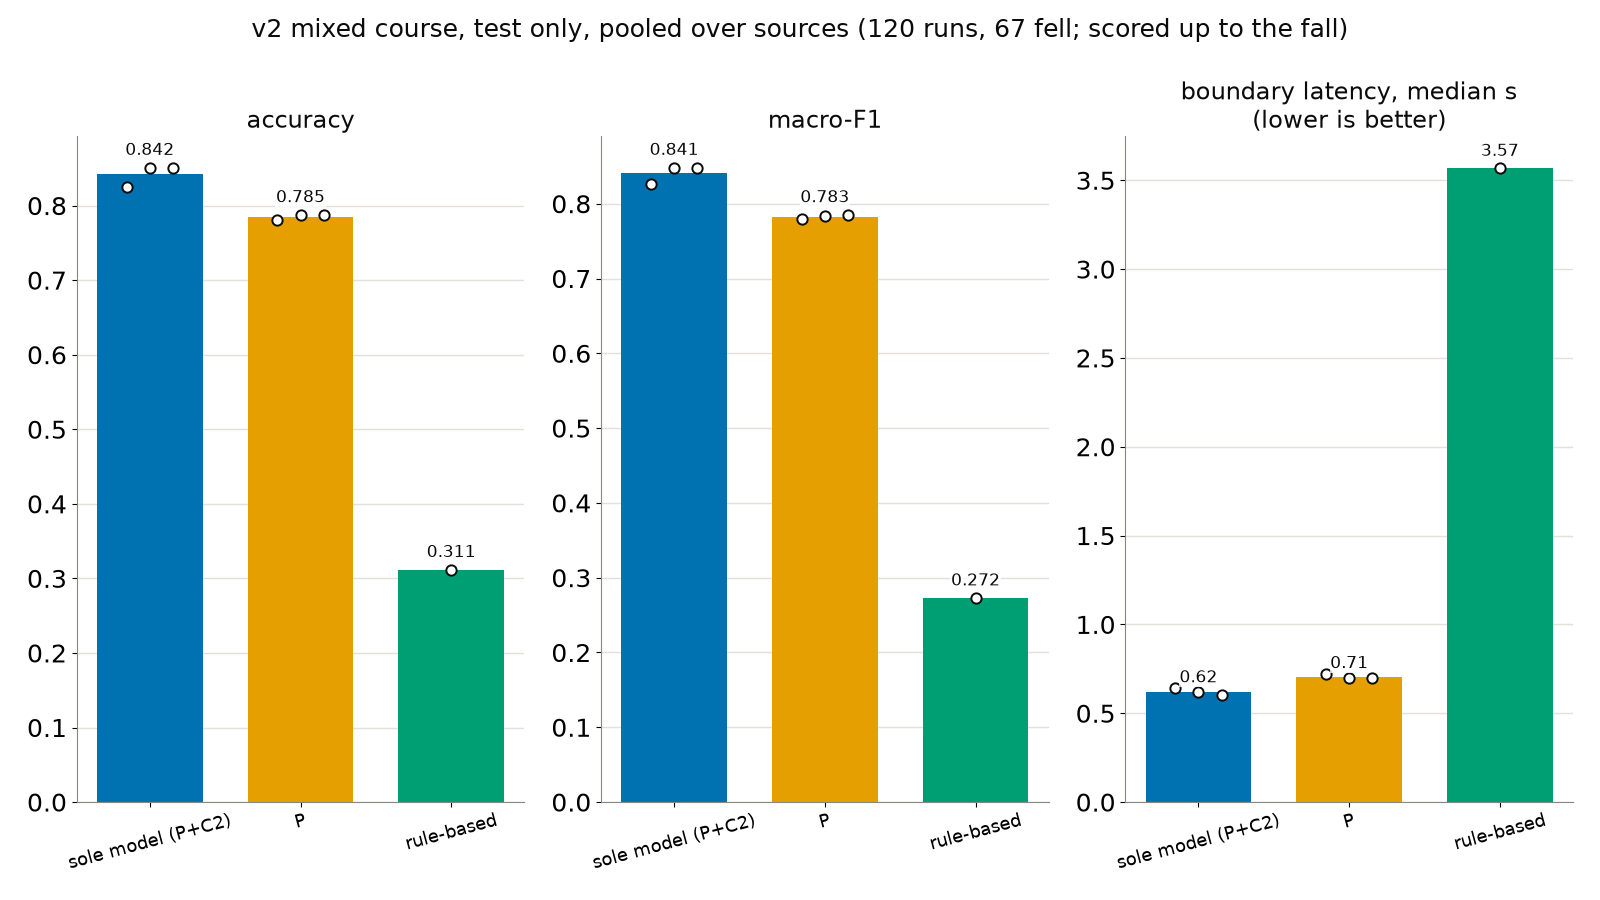 v2 mixed course, test only, pooled over sources (120 runs, 67 fell; scored up to the fall)
accuracy
0.842
0.785
0.311
0.8
0.7
0.6
0.5
0.4
0.3
0.2
0.1
0.0
sole model (P+C2)
P
rule-based
macro-F1
0.841
0.783
0.272
0.8
0.7
0.6
0.5
0.4
0.3
0.2
0.1
0.0
sole model (P+C2)
P
rule-based
boundary latency, median s
(lower is better)
3.57
0.62
0.71
3.5
3.0
2.5
2.0
1.5
1.0
0.5
0.0
sole model (P+C2)
P
rule-based